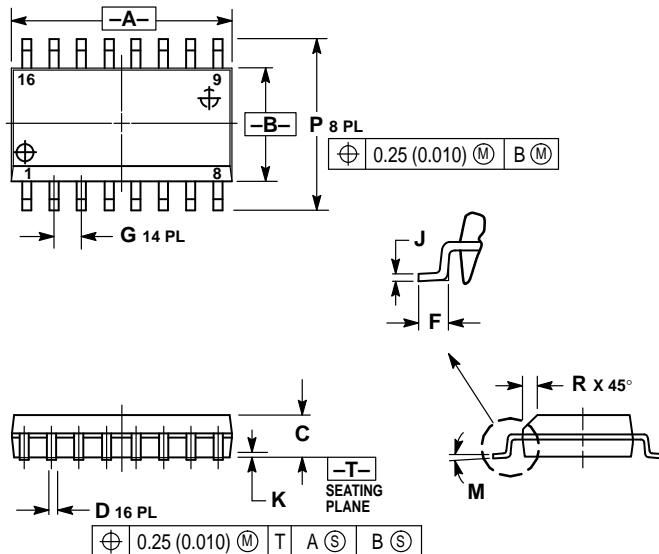 –A–
16
9
–B–
P 8 PL
⌖ 0.25 (0.010) Ⓜ B Ⓜ
1
8
G 14 PL
J
F
R X 45°
C
–T–
SEATING
PLANE
K
M
D 16 PL
⌖ 0.25 (0.010) Ⓜ T A Ⓢ B Ⓢ